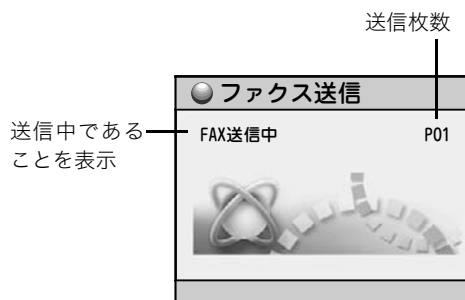 送信枚数
ファクス送信
送信中である
ことを表示
FAX送信中 P01